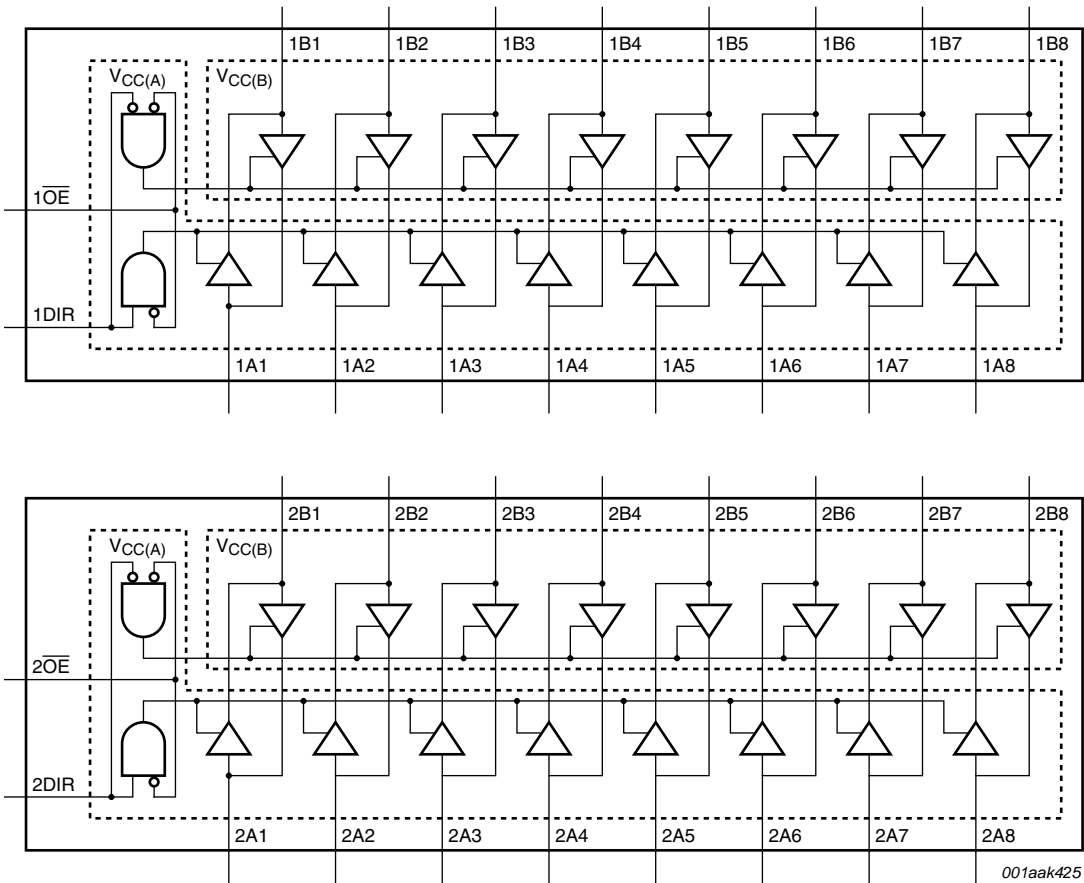 1B1 1B2 1B3 1B4 1B5 1B6 1B7 1B8
VCC(A) VCC(B)
1O̅E̅
1DIR
1A1 1A2 1A3 1A4 1A5 1A6 1A7 1A8
2B1 2B2 2B3 2B4 2B5 2B6 2B7 2B8
VCC(A) VCC(B)
2O̅E̅
2DIR
2A1 2A2 2A3 2A4 2A5 2A6 2A7 2A8
001aak425